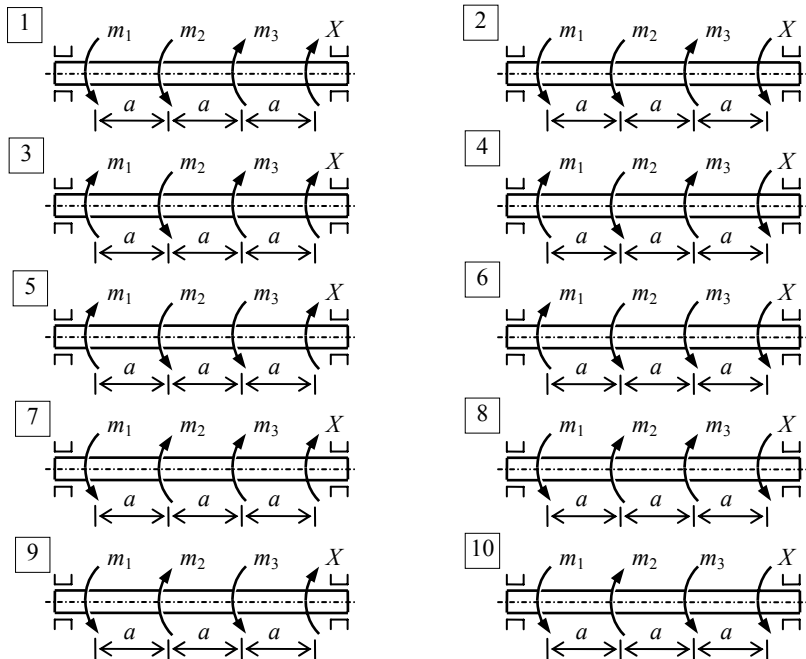 1 m1 m2 m3 X
a a a
2 m1 m2 m3 X
a a a
3 m1 m2 m3 X
a a a
4 m1 m2 m3 X
a a a
5 m1 m2 m3 X
a a a
6 m1 m2 m3 X
a a a
7 m1 m2 m3 X
a a a
8 m1 m2 m3 X
a a a
9 m1 m2 m3 X
a a a
10 m1 m2 m3 X
a a a